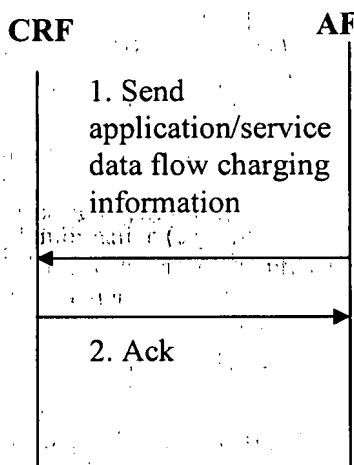 CRF AF
1. Send
application/service
data flow charging
information
2. Ack